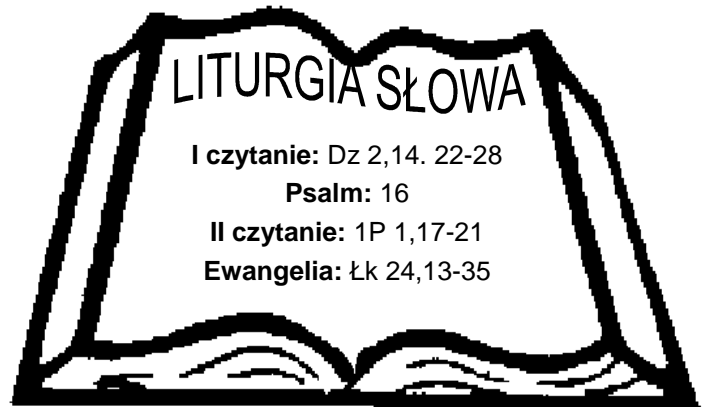 LITURGIA SŁOWA
I czytanie: Dz 2,14. 22-28
Psalm: 16
II czytanie: 1P 1,17-21
Ewangelia: Łk 24,13-35